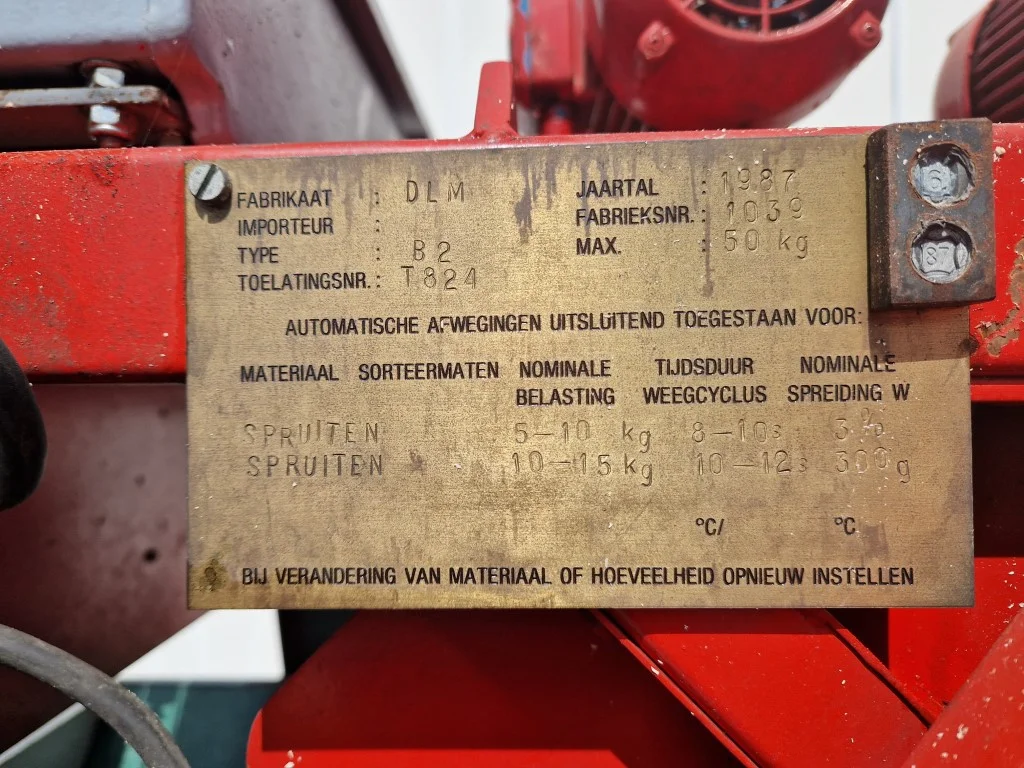 FABRIKAAT : DLM JAARTAL : 1987
IMPORTEUR : FABRIEKSNR. : 1039
TYPE : B2 MAX. : 50 kg
TOELATINGSNR. : T824
AUTOMATISCHE AFWEGINGEN UITSLUITEND TOEGESTAAN VOOR:
MATERIAAL SORTEERMATEN NOMINALE TIJDSDUUR NOMINALE
BELASTING WEEGCYCLUS SPREIDING W
SPRUITEN 5-10 kg 8-10s 3%
SPRUITEN 10-15kg 10-12s 300g
°C/ °C
BIJ VERANDERING VAN MATERIAAL OF HOEVEELHEID OPNIEUW INSTELLEN
6
87